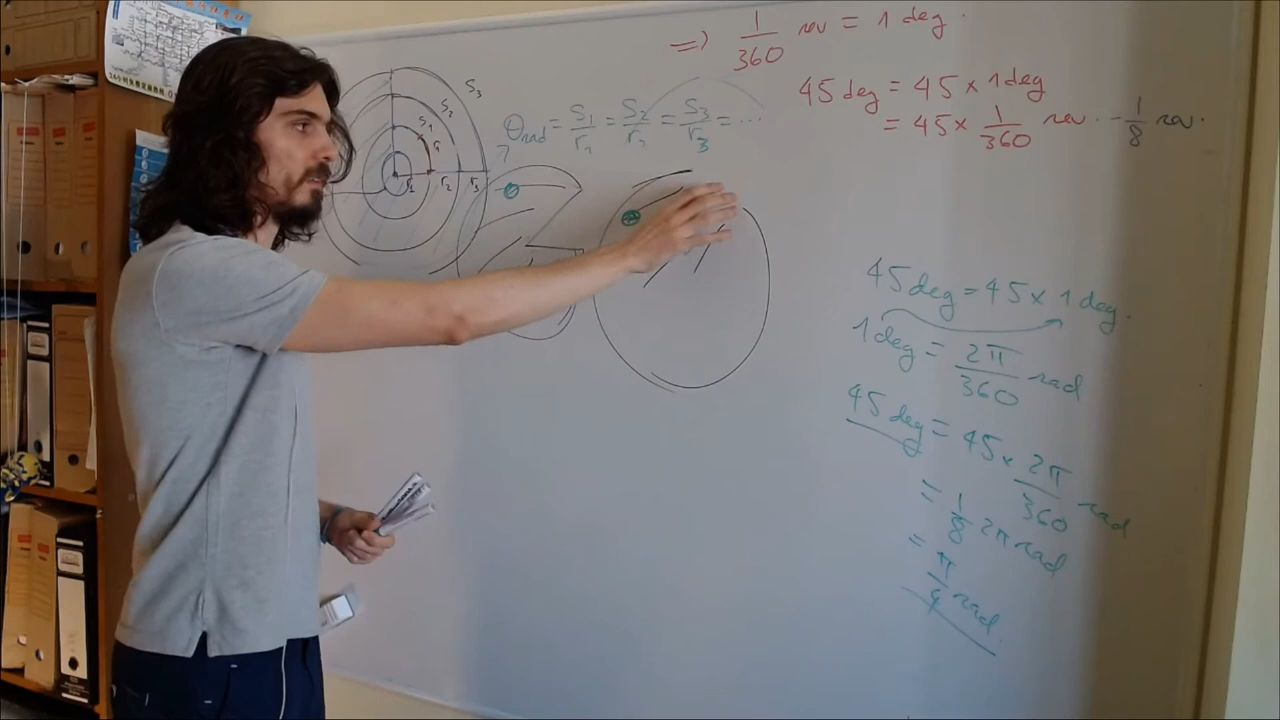 => 1/360 rev = 1 deg.
45 deg = 45 × 1 deg
= 45 × 1/360 rev - 1/8 rev.
S3
S2
S1
r1
r2 r3
θrad = S1/r1 = S2/r2 = S3/r3 = ...
45 deg = 45 × 1 deg.
1 deg = 2π/360 rad
45 deg = 45 × 2π/360 rad
= 1/8 2π rad
= π/4 rad.